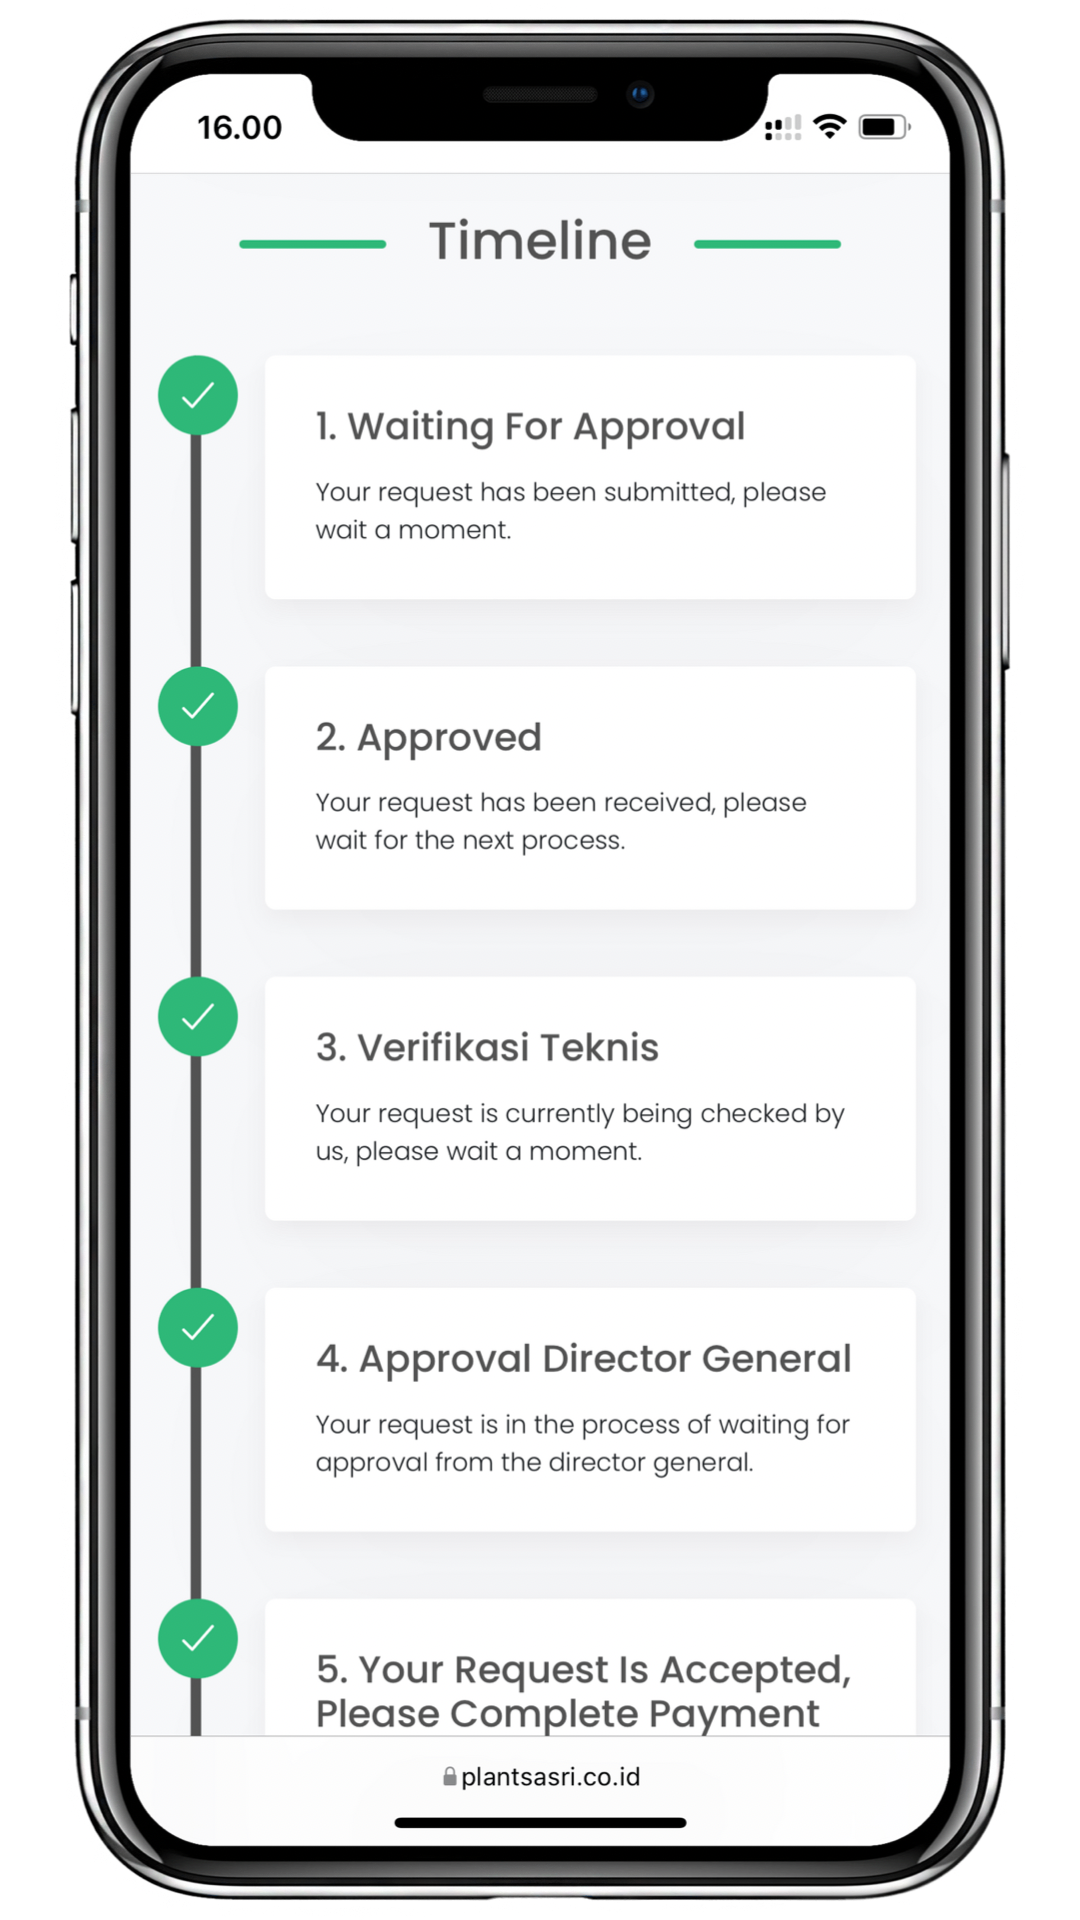 16.00
Timeline
1. Waiting For Approval
Your request has been submitted, please
wait a moment.
2. Approved
Your request has been received, please
wait for the next process.
3. Verifikasi Teknis
Your request is currently being checked by
us, please wait a moment.
4. Approval Director General
Your request is in the process of waiting for
approval from the director general.
5. Your Request Is Accepted,
Please Complete Payment
plantsasri.co.id